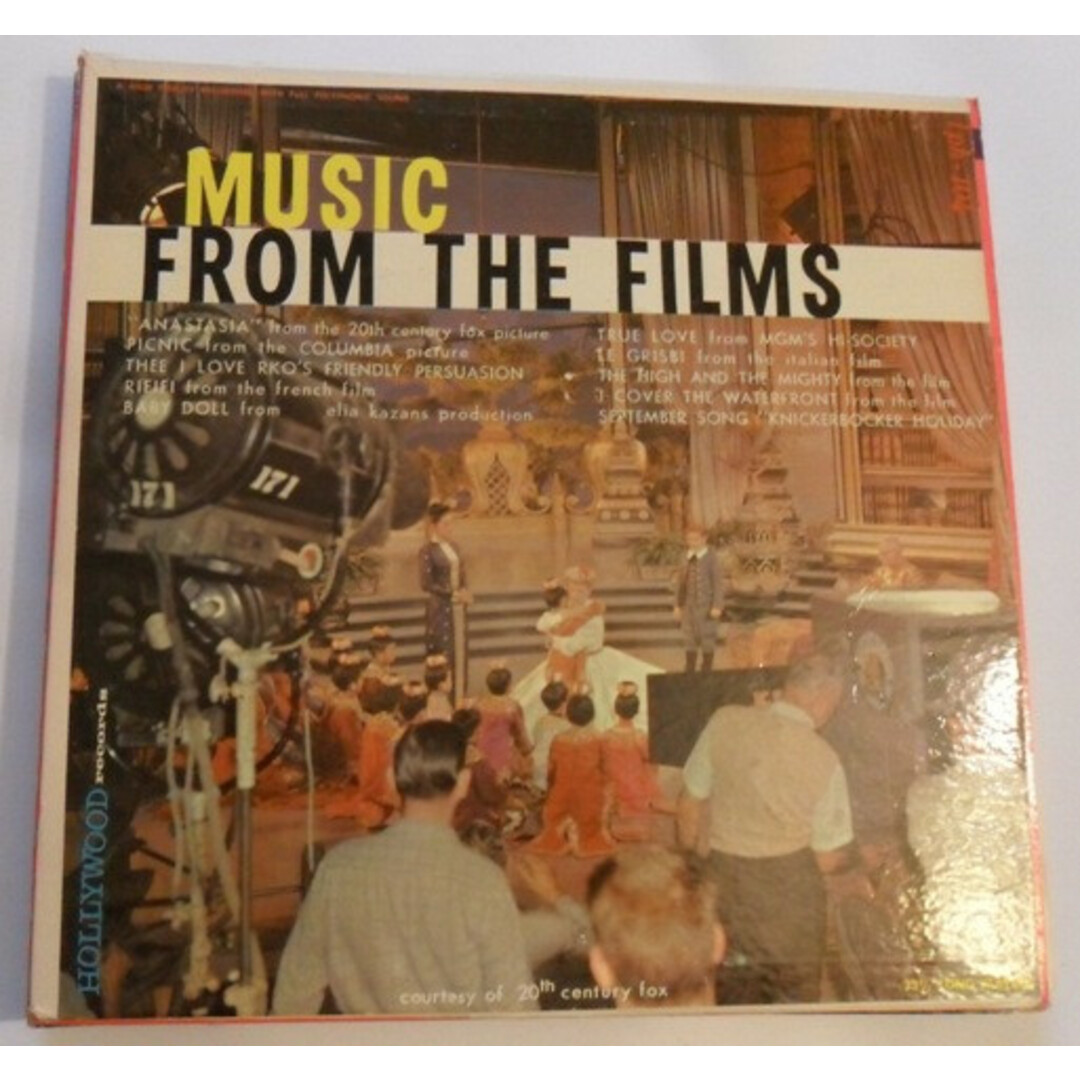 MUSIC
FROM THE FILMS
"ANASTASIA" from the 20th century fox picture
PICNIC from the COLUMBIA picture
THEE I LOVE RKO'S FRIENDLY PERSUASION
RIFIFI from the french film
BABY DOLL from elia kazans production
TRUE LOVE from MGM'S HI-SOCIETY
LE GRISBI from the italian film
THE HIGH AND THE MIGHTY from the film
I COVER THE WATERFRONT from the film
SEPTEMBER SONG "KNICKERBOCKER HOLIDAY"
171
171
HOLLYWOOD records
courtesy of 20th century fox